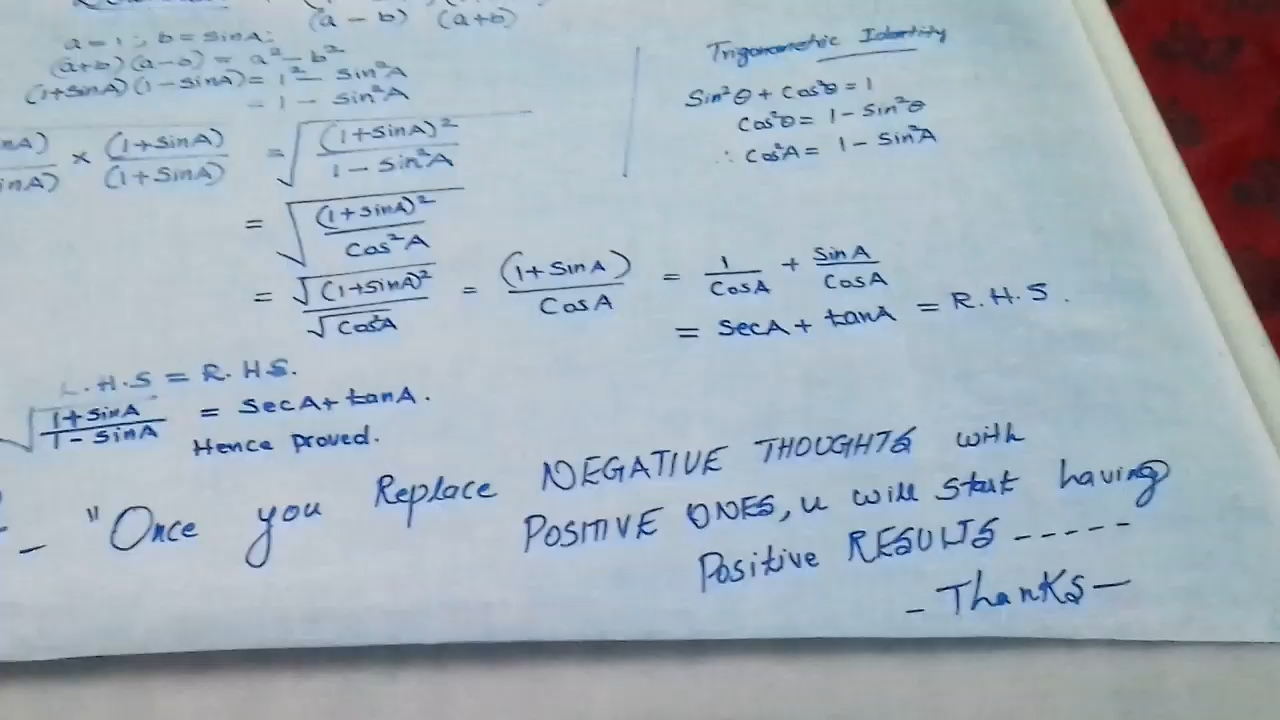 (a - b) (a+b)
a = 1 ; b = sinA;
(a+b) (a-b) = a² - b²
(1+sinA) (1-sinA) = 1² - sin²A
= 1 - sin²A
Trigonometric Identity
Sin²θ + Cos²θ = 1
Cos²θ = 1 - Sin²θ
∴ Cos²A = 1 - SinA
× (1+sinA)/(1+sinA) = √((1+sinA)²/(1 - sin²A))
= √((1+sinA)²/Cos²A)
= √(1+sinA)²/√Cos²A = (1+sinA)/CosA = 1/CosA + SinA/CosA
= SecA + tanA = R.H.S.
L.H.S = R.H.S.
√((1+sinA)/(1-sinA)) = SecA + tanA.
Hence proved.
"Once you Replace NEGATIVE THOUGHTS with
POSITIVE ONES, u will start having
Positive RESULTS -----
- Thanks -